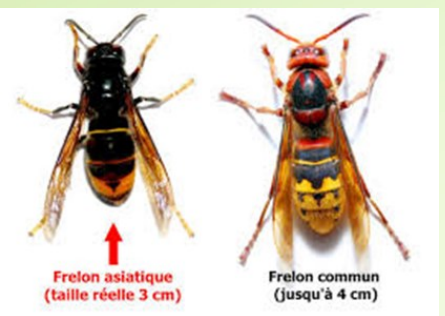 Frelon asiatique
(taille réelle 3 cm)
Frelon commun
(jusqu'à 4 cm)